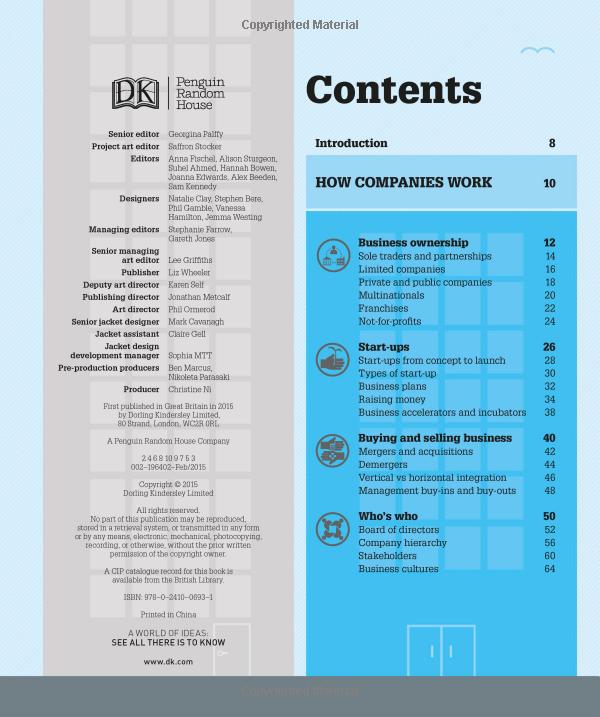 Copyrighted Material
DK
Penguin
Random
House
Senior editor Georgina Palffy
Project art editor Saffron Stocker
Editors Anna Fischel, Alison Sturgeon,
Suhel Ahmed, Hannah Bowen,
Joanna Edwards, Alex Beeden,
Sam Kennedy
Designers Natalie Clay, Stephen Bere,
Phil Gamble, Vanessa
Hamilton, Jemma Westing
Managing editors Stephanie Farrow,
Gareth Jones
Senior managing
art editor Lee Griffiths
Publisher Liz Wheeler
Deputy art director Karen Self
Publishing director Jonathan Metcalf
Art director Phil Ormerod
Senior jacket designer Mark Cavanagh
Jacket assistant Claire Gell
Jacket design
development manager Sophia MTT
Pre-production producers Ben Marcus,
Nikoleta Parasaki
Producer Christine Ni
First published in Great Britain in 2015
by Dorling Kindersley Limited,
80 Strand, London, WC2R 0RL
A Penguin Random House Company
2 4 6 8 10 9 7 5 3
002–196402–Feb/2015
Copyright © 2015
Dorling Kindersley Limited
All rights reserved.
No part of this publication may be reproduced,
stored in a retrieval system, or transmitted in any form
or by any means, electronic, mechanical, photocopying,
recording, or otherwise, without the prior written
permission of the copyright owner.
A CIP catalogue record for this book is
available from the British Library.
ISBN: 978–0–2410–0693–1
Printed in China
A WORLD OF IDEAS:
SEE ALL THERE IS TO KNOW
www.dk.com
Contents
Introduction 8
HOW COMPANIES WORK 10
Business ownership 12
Sole traders and partnerships 14
Limited companies 16
Private and public companies 18
Multinationals 20
Franchises 22
Not-for-profits 24
Start-ups 26
Start-ups from concept to launch 28
Types of start-up 30
Business plans 32
Raising money 34
Business accelerators and incubators 38
Buying and selling business 40
Mergers and acquisitions 42
Demergers 44
Vertical vs horizontal integration 46
Management buy-ins and buy-outs 48
Who's who 50
Board of directors 52
Company hierarchy 56
Stakeholders 60
Business cultures 64
Copyrighted Material